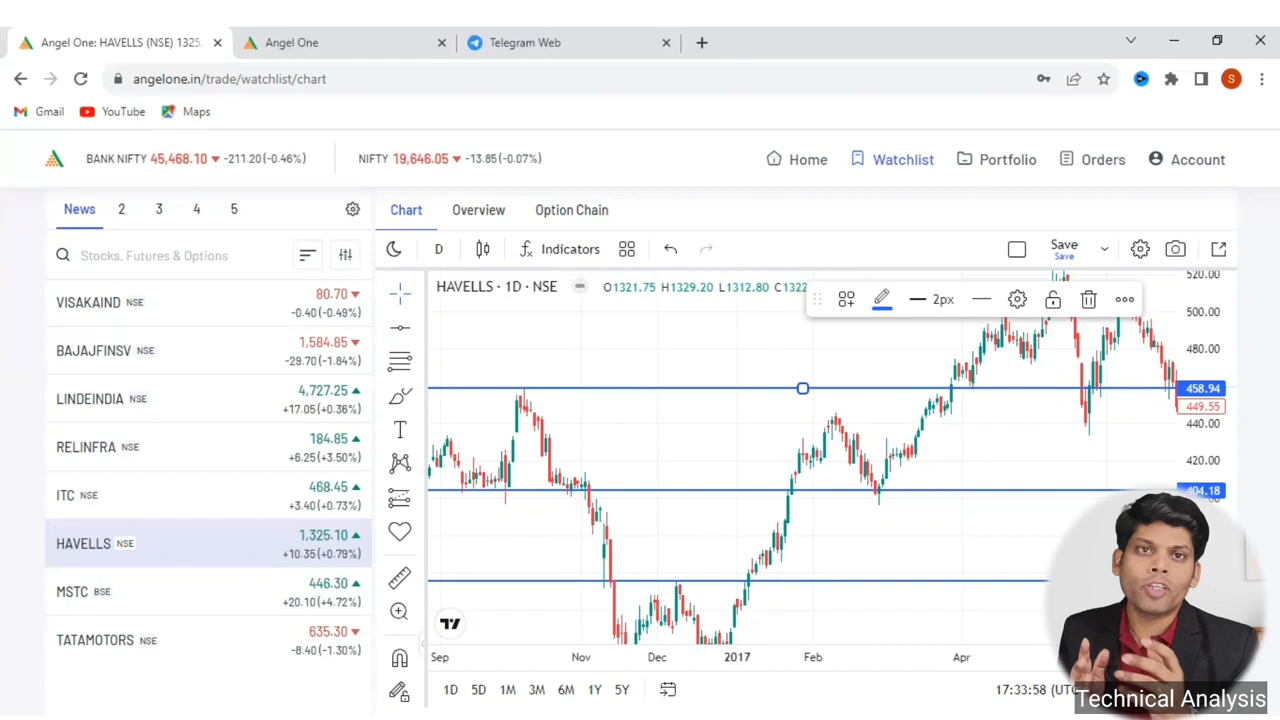 Angel One: HAVELLS (NSE) 1325.
Angel One
Telegram Web
angelone.in/trade/watchlist/chart
S
Gmail
YouTube
Maps
BANK NIFTY 45,468.10 -211.20 (-0.46%)
NIFTY 19,646.05 -13.85 (-0.07%)
Home
Watchlist
Portfolio
Orders
Account
News 2 3 4 5
Chart Overview Option Chain
Stocks, Futures & Options
D
Indicators
Save
Save
VISAKAIND NSE 80.70
-0.40 (-0.49%)
BAJAJFINSV NSE 1,584.85
-29.70 (-1.84%)
LINDEINDIA NSE 4,727.25
+17.05 (+0.36%)
RELINFRA NSE 184.85
+6.25 (+3.50%)
ITC NSE 468.45
+3.40 (+0.73%)
HAVELLS NSE 1,325.10
+10.35 (+0.79%)
MSTC BSE 446.30
+20.10 (+4.72%)
TATAMOTORS NSE 635.30
-8.40 (-1.30%)
HAVELLS · 1D · NSE O1321.75 H1329.20 L1312.80 C1322
2px
T
520.00
500.00
480.00
458.94
449.55
440.00
420.00
404.18
Sep Nov Dec 2017 Feb Apr
1D 5D 1M 3M 6M 1Y 5Y
17:33:58 (UTC
Technical Analysis